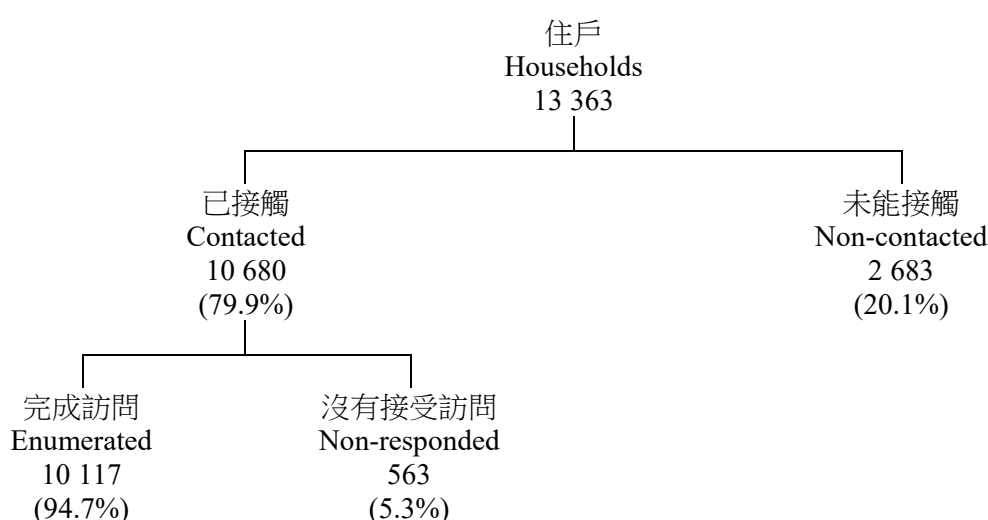 住戶
Households
13 363
已接觸
Contacted
10 680
(79.9%)
未能接觸
Non-contacted
2 683
(20.1%)
完成訪問
Enumerated
10 117
(94.7%)
沒有接受訪問
Non-responded
563
(5.3%)